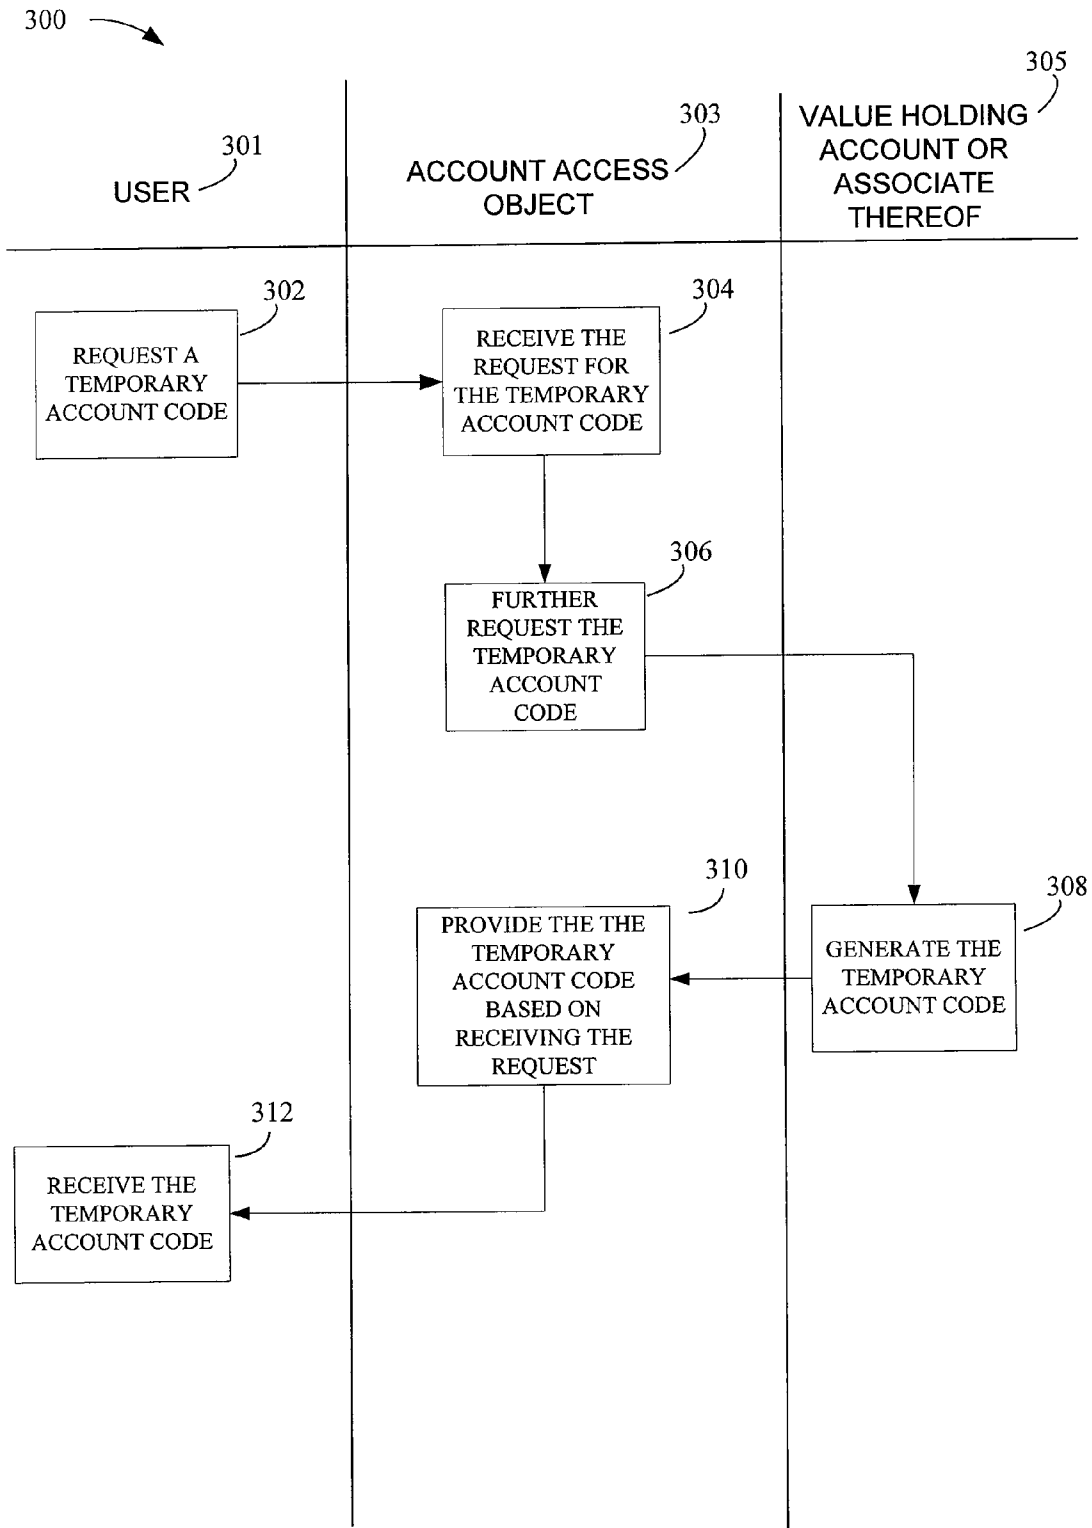 300
305
VALUE HOLDING
ACCOUNT OR
ASSOCIATE
THEREOF
303
ACCOUNT ACCESS
OBJECT
301
USER
302
REQUEST A
TEMPORARY
ACCOUNT CODE
304
RECEIVE THE
REQUEST FOR
THE TEMPORARY
ACCOUNT CODE
306
FURTHER
REQUEST THE
TEMPORARY
ACCOUNT
CODE
308
GENERATE THE
TEMPORARY
ACCOUNT CODE
310
PROVIDE THE THE
TEMPORARY
ACCOUNT CODE
BASED ON
RECEIVING THE
REQUEST
312
RECEIVE THE
TEMPORARY
ACCOUNT CODE